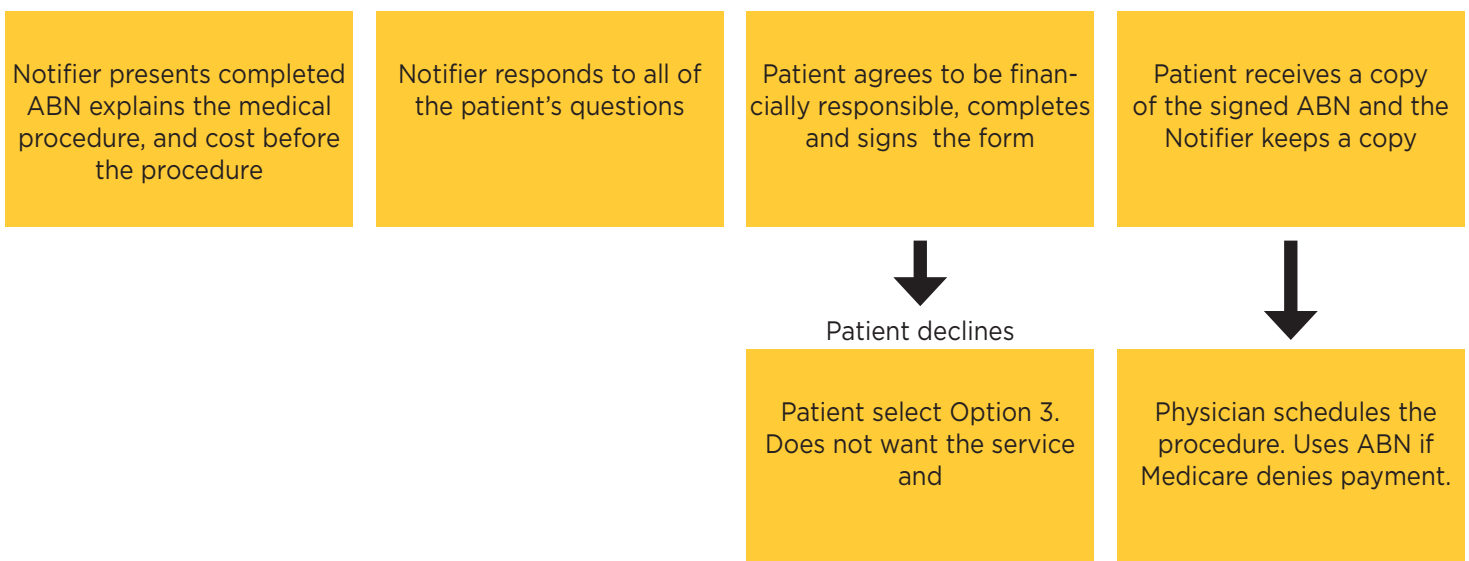 Notifier presents completed
ABN explains the medical
procedure, and cost before
the procedure
Notifier responds to all of
the patient’s questions
Patient agrees to be finan-
cially responsible, completes
and signs  the form
Patient receives a copy
of the signed ABN and the
Notifier keeps a copy
Patient declines
Patient select Option 3.
Does not want the service
and
Physician schedules the
procedure. Uses ABN if
Medicare denies payment.